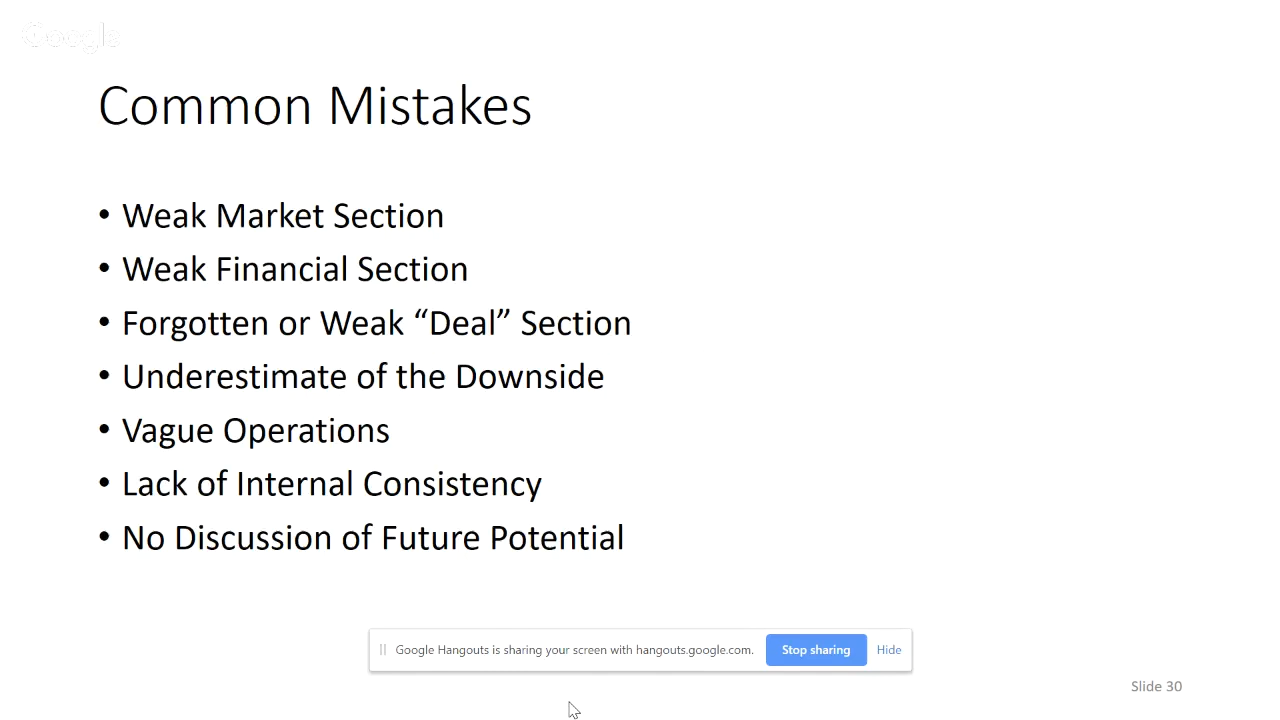 Google
Common Mistakes
• Weak Market Section
• Weak Financial Section
• Forgotten or Weak “Deal” Section
• Underestimate of the Downside
• Vague Operations
• Lack of Internal Consistency
• No Discussion of Future Potential
Google Hangouts is sharing your screen with hangouts.google.com. Stop sharing Hide
Slide 30